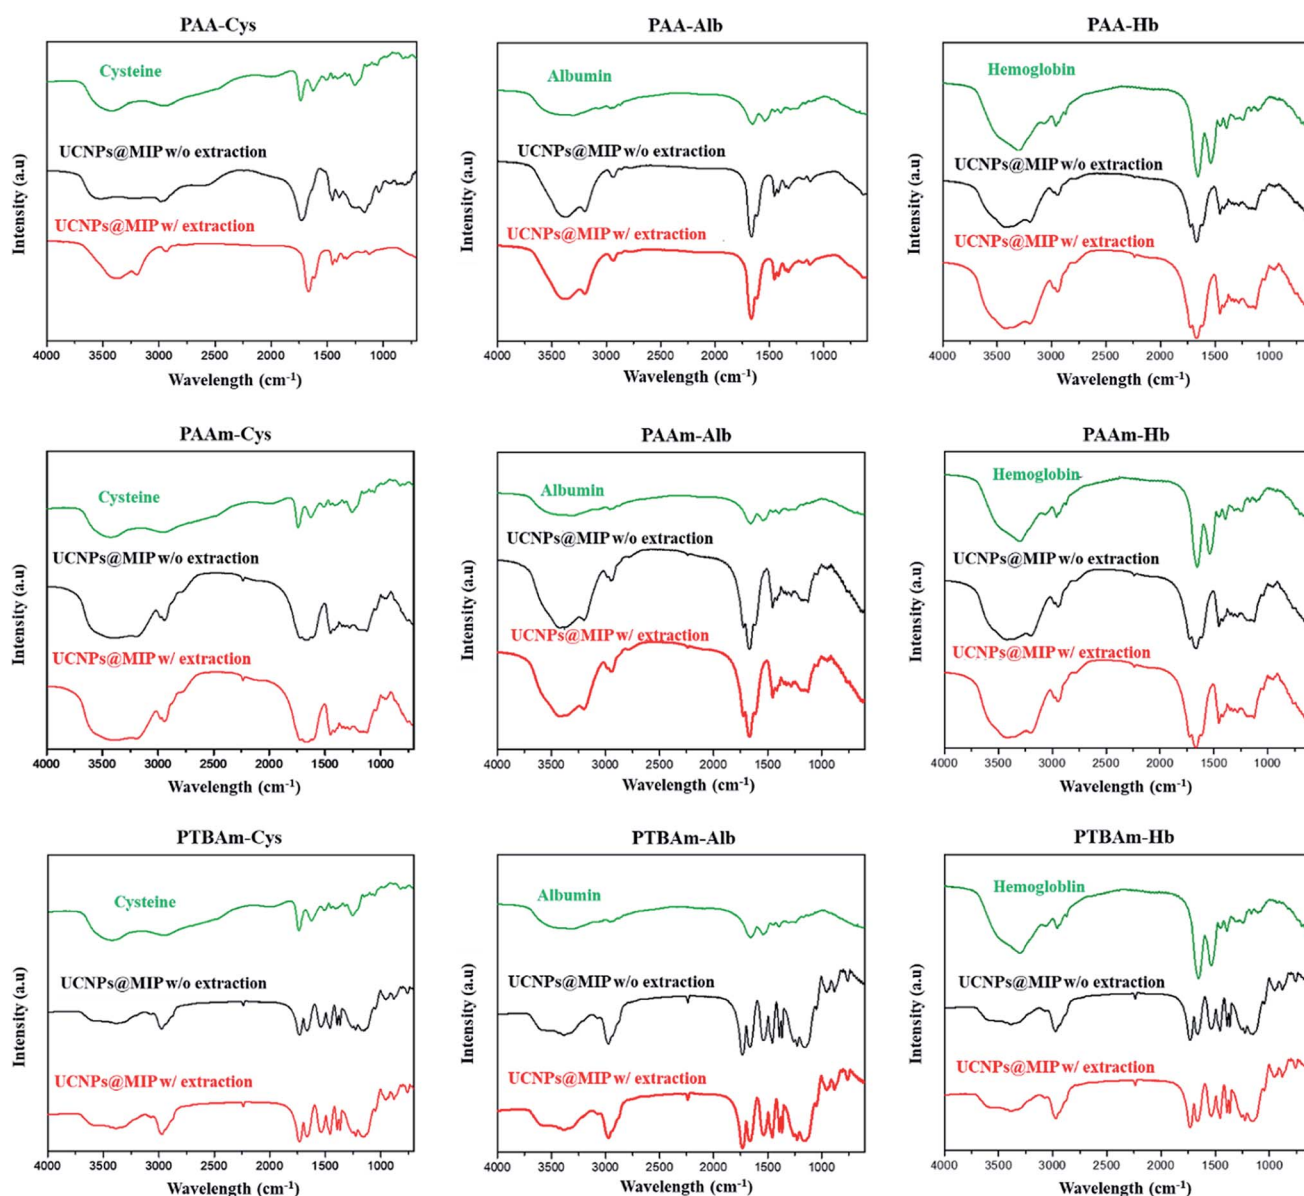 PAA-Cys
PAA-Alb
PAA-Hb
Cysteine
Albumin
Hemoglobin
UCNPs@MIP w/o extraction
UCNPs@MIP w/o extraction
UCNPs@MIP w/o extraction
UCNPs@MIP w/ extraction
UCNPs@MIP w/ extraction
UCNPs@MIP w/ extraction
Intensity (a.u)
Intensity (a.u)
Intensity (a.u)
4000 3500 3000 2500 2000 1500 1000
4000 3500 3000 2500 2000 1500 1000
4000 3500 3000 2500 2000 1500 1000
Wavelength (cm⁻¹)
Wavelength (cm⁻¹)
Wavelength (cm⁻¹)
PAAm-Cys
PAAm-Alb
PAAm-Hb
Cysteine
Albumin
Hemoglobin
UCNPs@MIP w/o extraction
UCNPs@MIP w/o extraction
UCNPs@MIP w/o extraction
UCNPs@MIP w/ extraction
UCNPs@MIP w/ extraction
UCNPs@MIP w/ extraction
Intensity (a.u)
Intensity (a.u)
Intensity (a.u)
4000 3500 3000 2500 2000 1500 1000
4000 3500 3000 2500 2000 1500 1000
4000 3500 3000 2500 2000 1500 1000
Wavelength (cm⁻¹)
Wavelength (cm⁻¹)
Wavelength (cm⁻¹)
PTBAm-Cys
PTBAm-Alb
PTBAm-Hb
Cysteine
Albumin
Hemogloblin
UCNPs@MIP w/o extraction
UCNPs@MIP w/o extraction
UCNPs@MIP w/o extraction
UCNPs@MIP w/ extraction
UCNPs@MIP w/ extraction
UCNPs@MIP w/ extraction
Intensity (a.u)
Intensity (a.u)
Intensity (a.u)
4000 3500 3000 2500 2000 1500 1000
4000 3500 3000 2500 2000 1500 1000
4000 3500 3000 2500 2000 1500 1000
Wavelength (cm⁻¹)
Wavelength (cm⁻¹)
Wavelength (cm⁻¹)